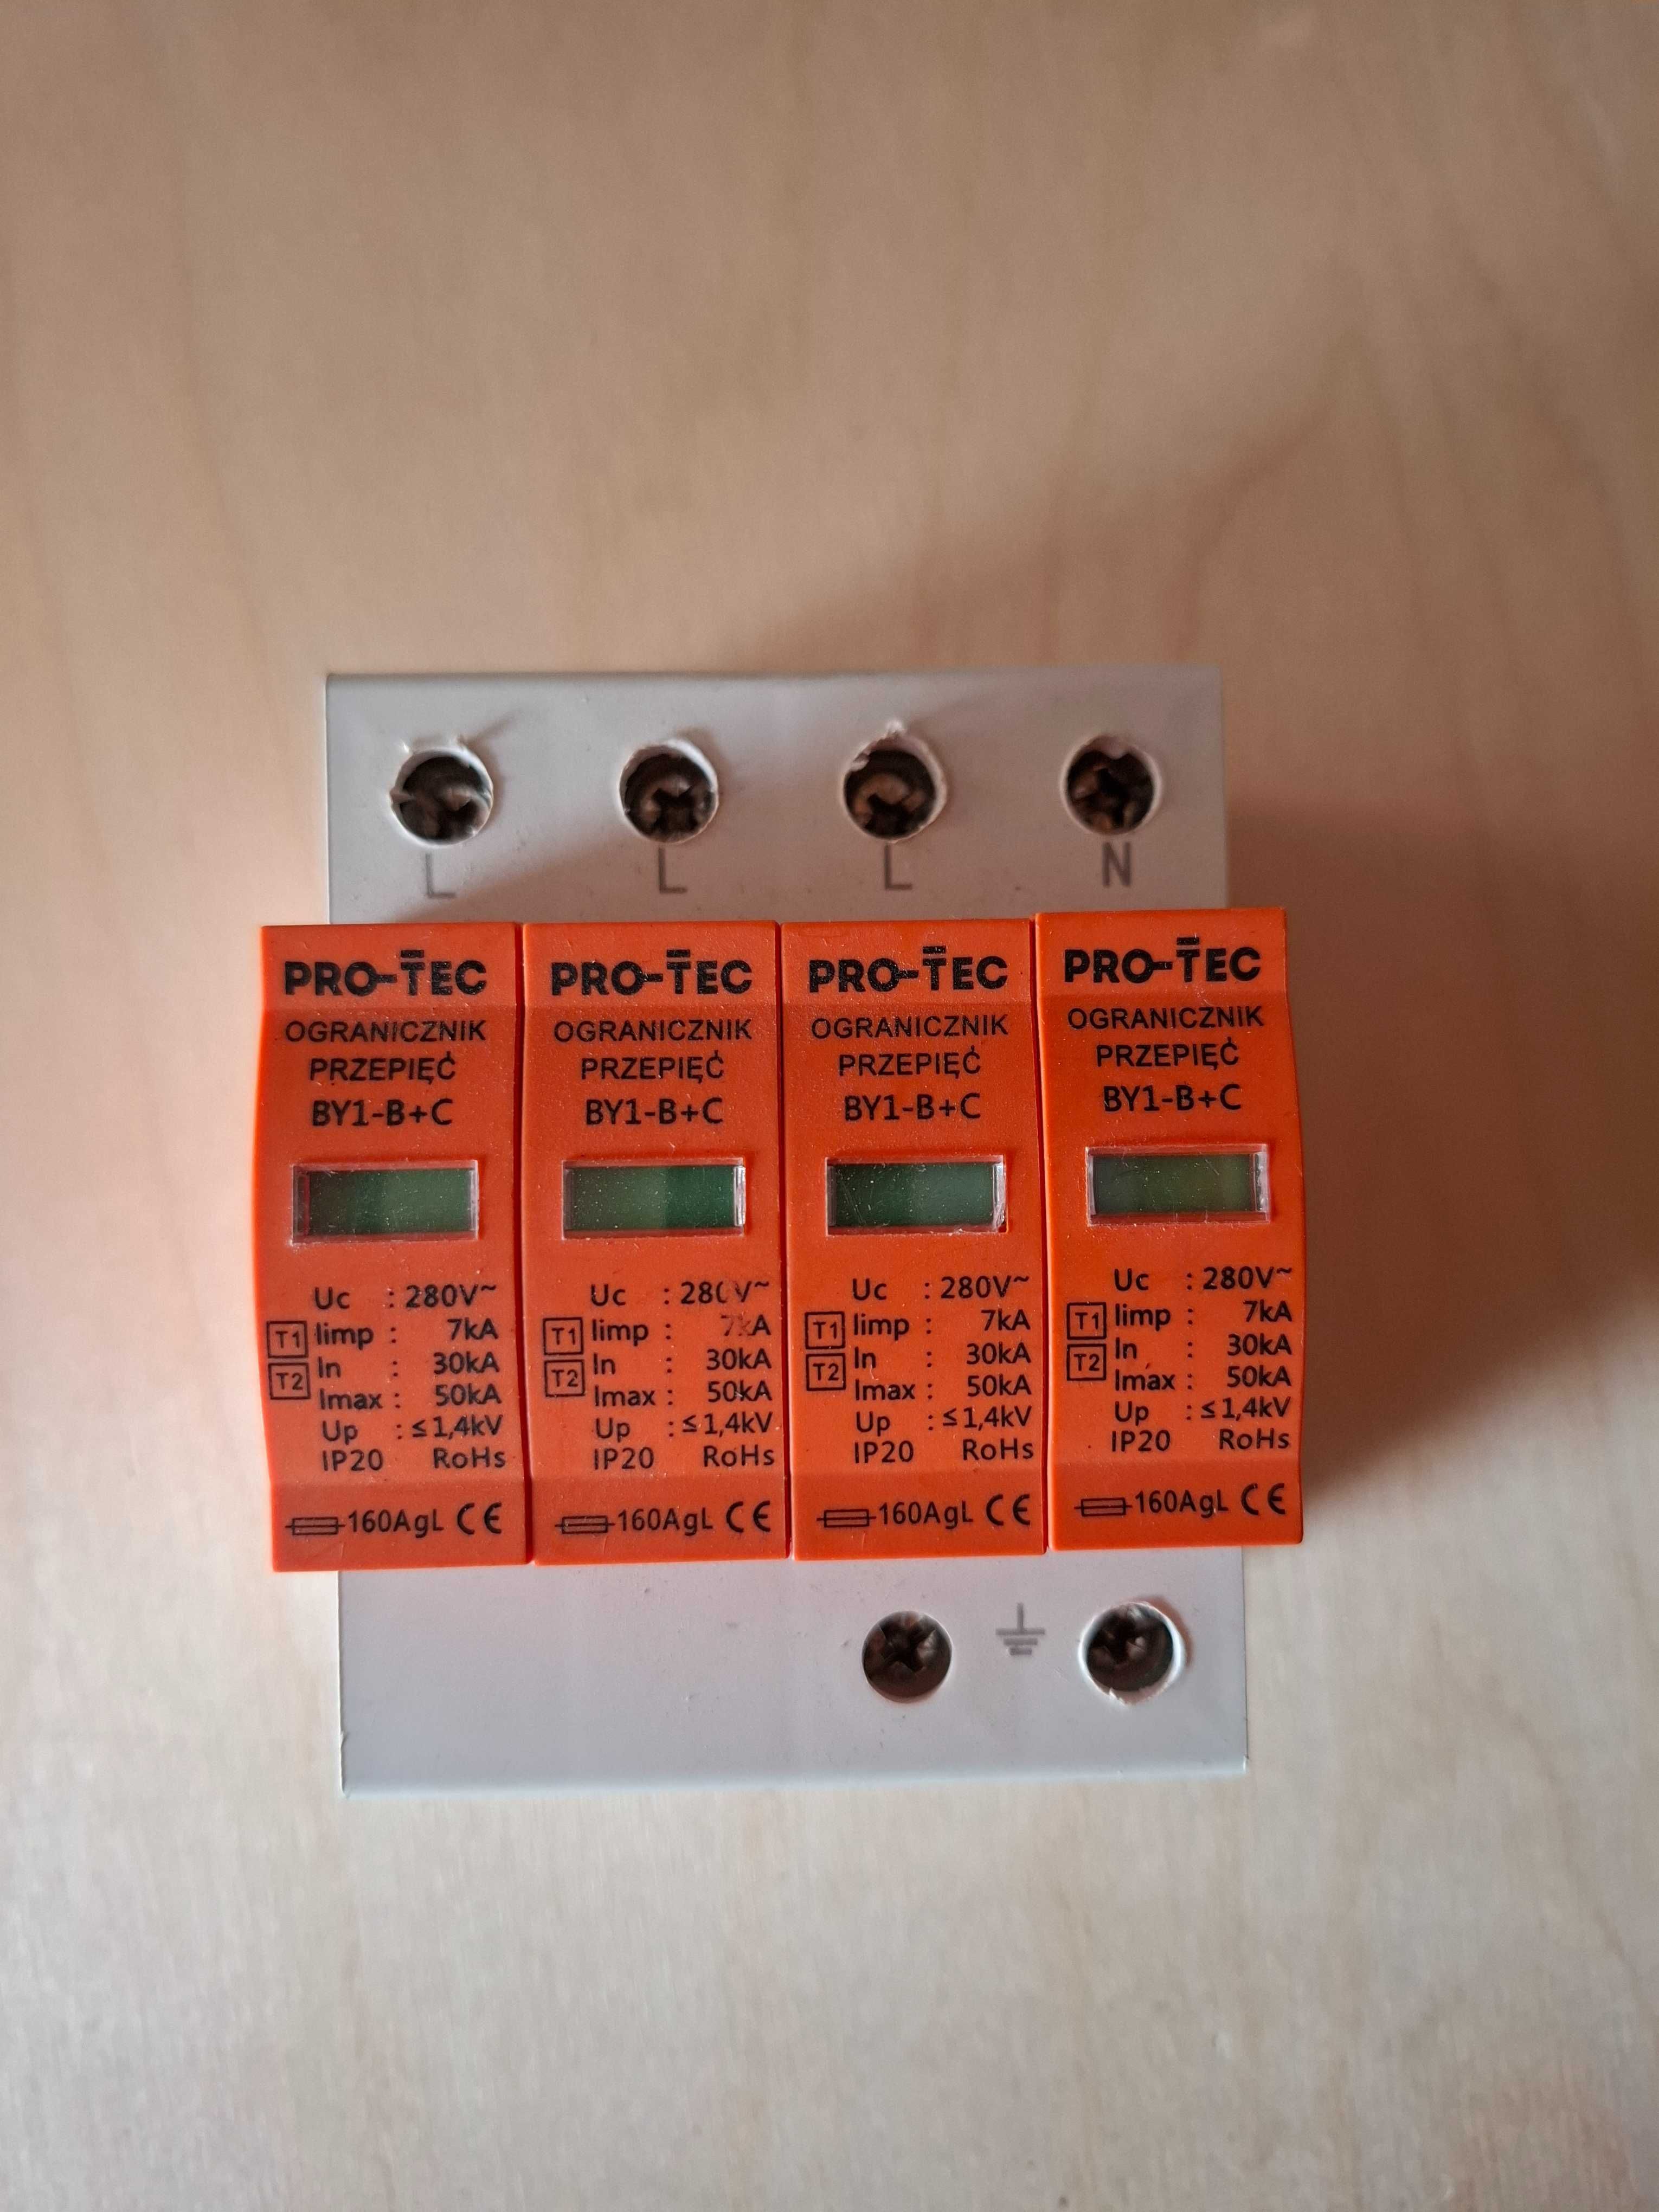 L L L N
PRO-TEC PRO-TEC PRO-TEC PRO-TEC
OGRANICZNIK OGRANICZNIK OGRANICZNIK OGRANICZNIK
PRZEPIĘĆ PRZEPIĘĆ PRZEPIĘĆ PRZEPIĘĆ
BY1-B+C BY1-B+C BY1-B+C BY1-B+C
Uc : 280V~ Uc : 280V~ Uc : 280V~ Uc : 280V~
T1 Iimp : 7kA T1 Iimp : 7kA T1 Iimp : 7kA T1 Iimp : 7kA
T2 In : 30kA T2 In : 30kA T2 In : 30kA T2 In : 30kA
Imax : 50kA Imax : 50kA Imax : 50kA Imax : 50kA
Up : ≤1,4kV Up : ≤1,4kV Up : ≤1,4kV Up : ≤1,4kV
IP20 RoHs IP20 RoHs IP20 RoHs IP20 RoHs
160AgL CE 160AgL CE 160AgL CE 160AgL CE